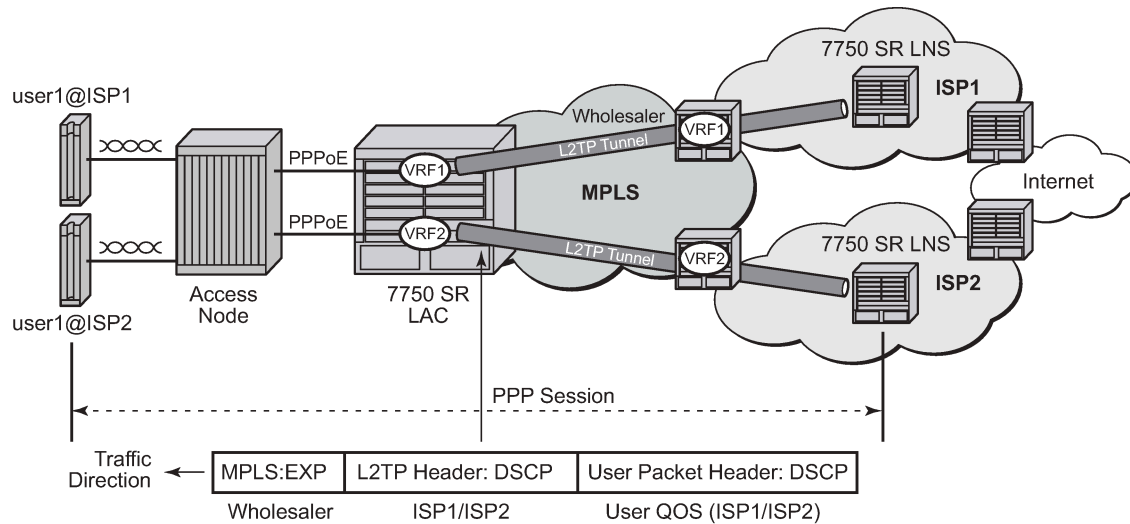 7750 SR LNS
ISP1
user1@ISP1
Wholesaler
VRF1
L2TP Tunnel
PPPoE
VRF1
MPLS
Internet
PPPoE
VRF2
L2TP Tunnel
VRF2
7750 SR LNS
ISP2
Access
Node
7750 SR
LAC
user1@ISP2
PPP Session
Traffic
Direction
MPLS:EXP
L2TP Header: DSCP
User Packet Header: DSCP
Wholesaler
ISP1/ISP2
User QOS (ISP1/ISP2)